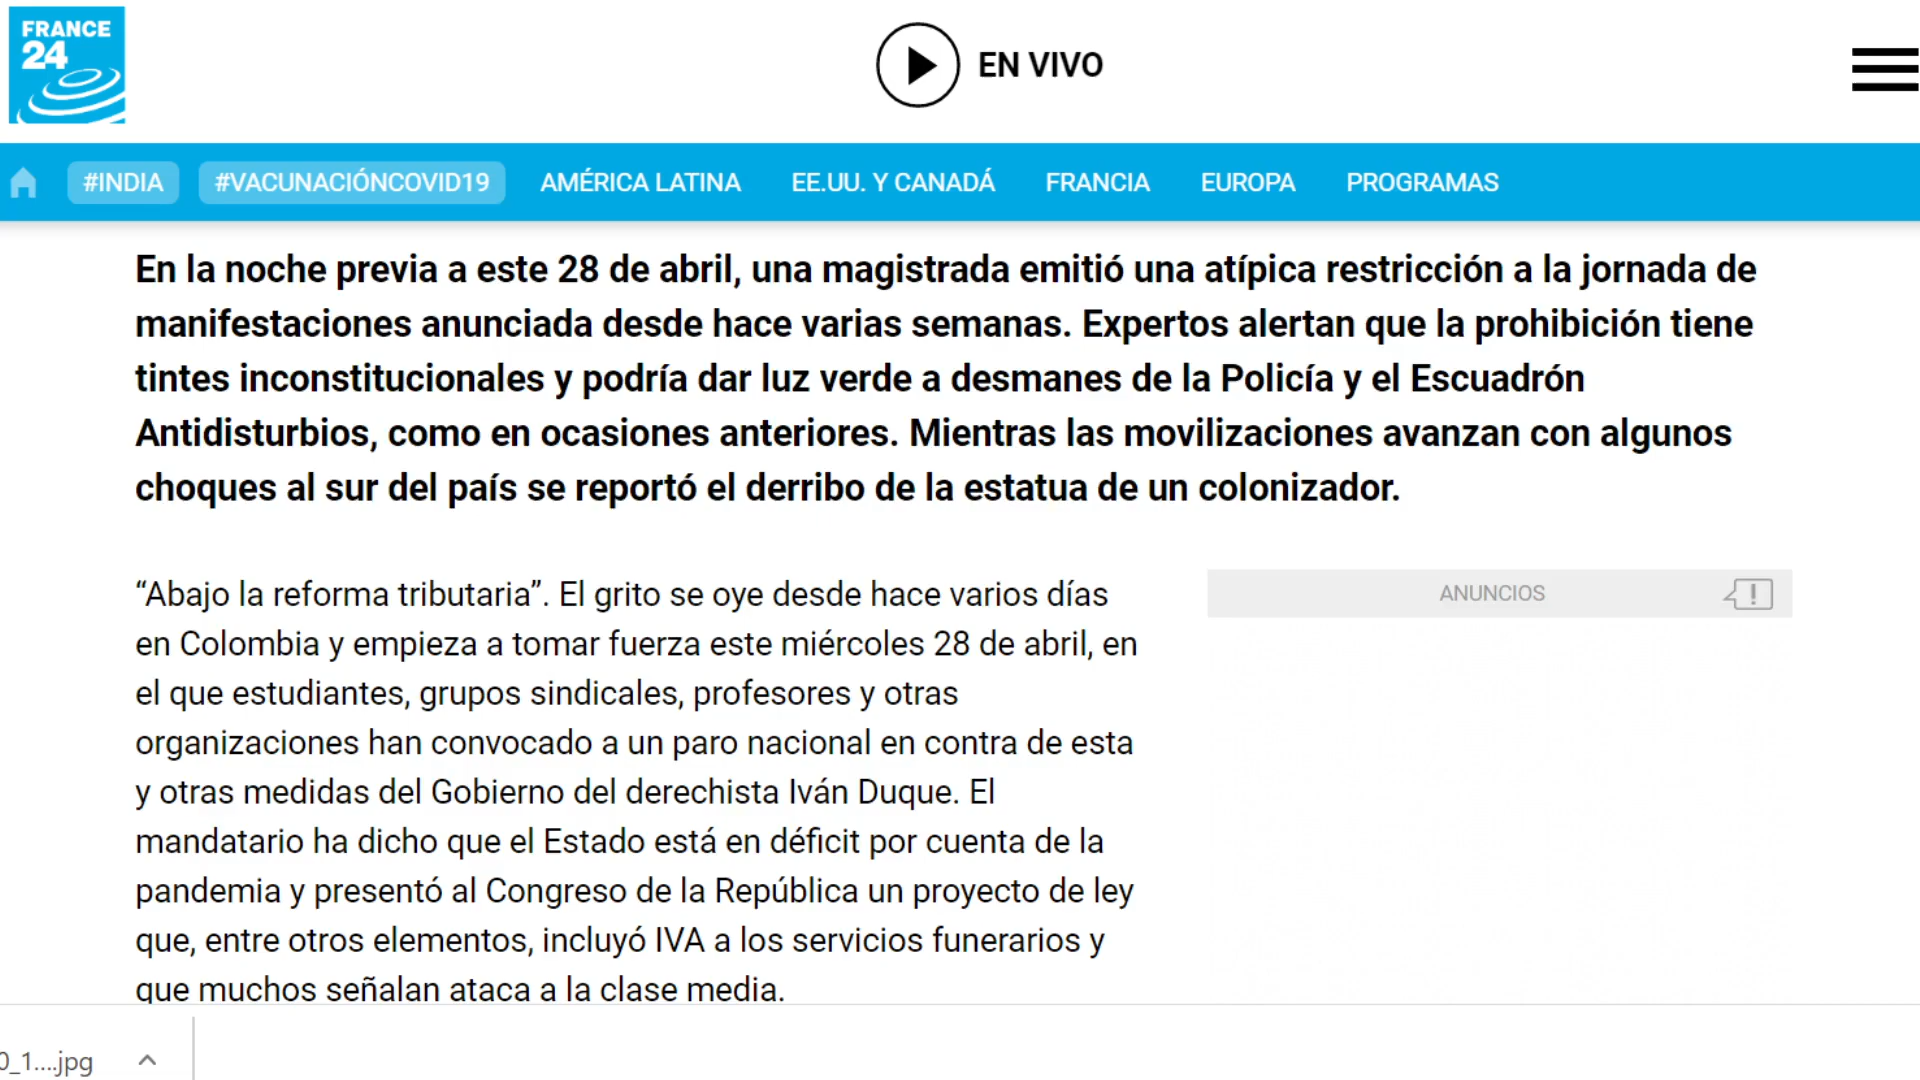 FRANCE
24
EN VIVO
#INDIA #VACUNACIÓNCOVID19 AMÉRICA LATINA EE.UU. Y CANADÁ FRANCIA EUROPA PROGRAMAS
En la noche previa a este 28 de abril, una magistrada emitió una atípica restricción a la jornada de
manifestaciones anunciada desde hace varias semanas. Expertos alertan que la prohibición tiene
tintes inconstitucionales y podría dar luz verde a desmanes de la Policía y el Escuadrón
Antidisturbios, como en ocasiones anteriores. Mientras las movilizaciones avanzan con algunos
choques al sur del país se reportó el derribo de la estatua de un colonizador.
“Abajo la reforma tributaria”. El grito se oye desde hace varios días
en Colombia y empieza a tomar fuerza este miércoles 28 de abril, en
el que estudiantes, grupos sindicales, profesores y otras
organizaciones han convocado a un paro nacional en contra de esta
y otras medidas del Gobierno del derechista Iván Duque. El
mandatario ha dicho que el Estado está en déficit por cuenta de la
pandemia y presentó al Congreso de la República un proyecto de ley
que, entre otros elementos, incluyó IVA a los servicios funerarios y
que muchos señalan ataca a la clase media.
ANUNCIOS
0_1....jpg